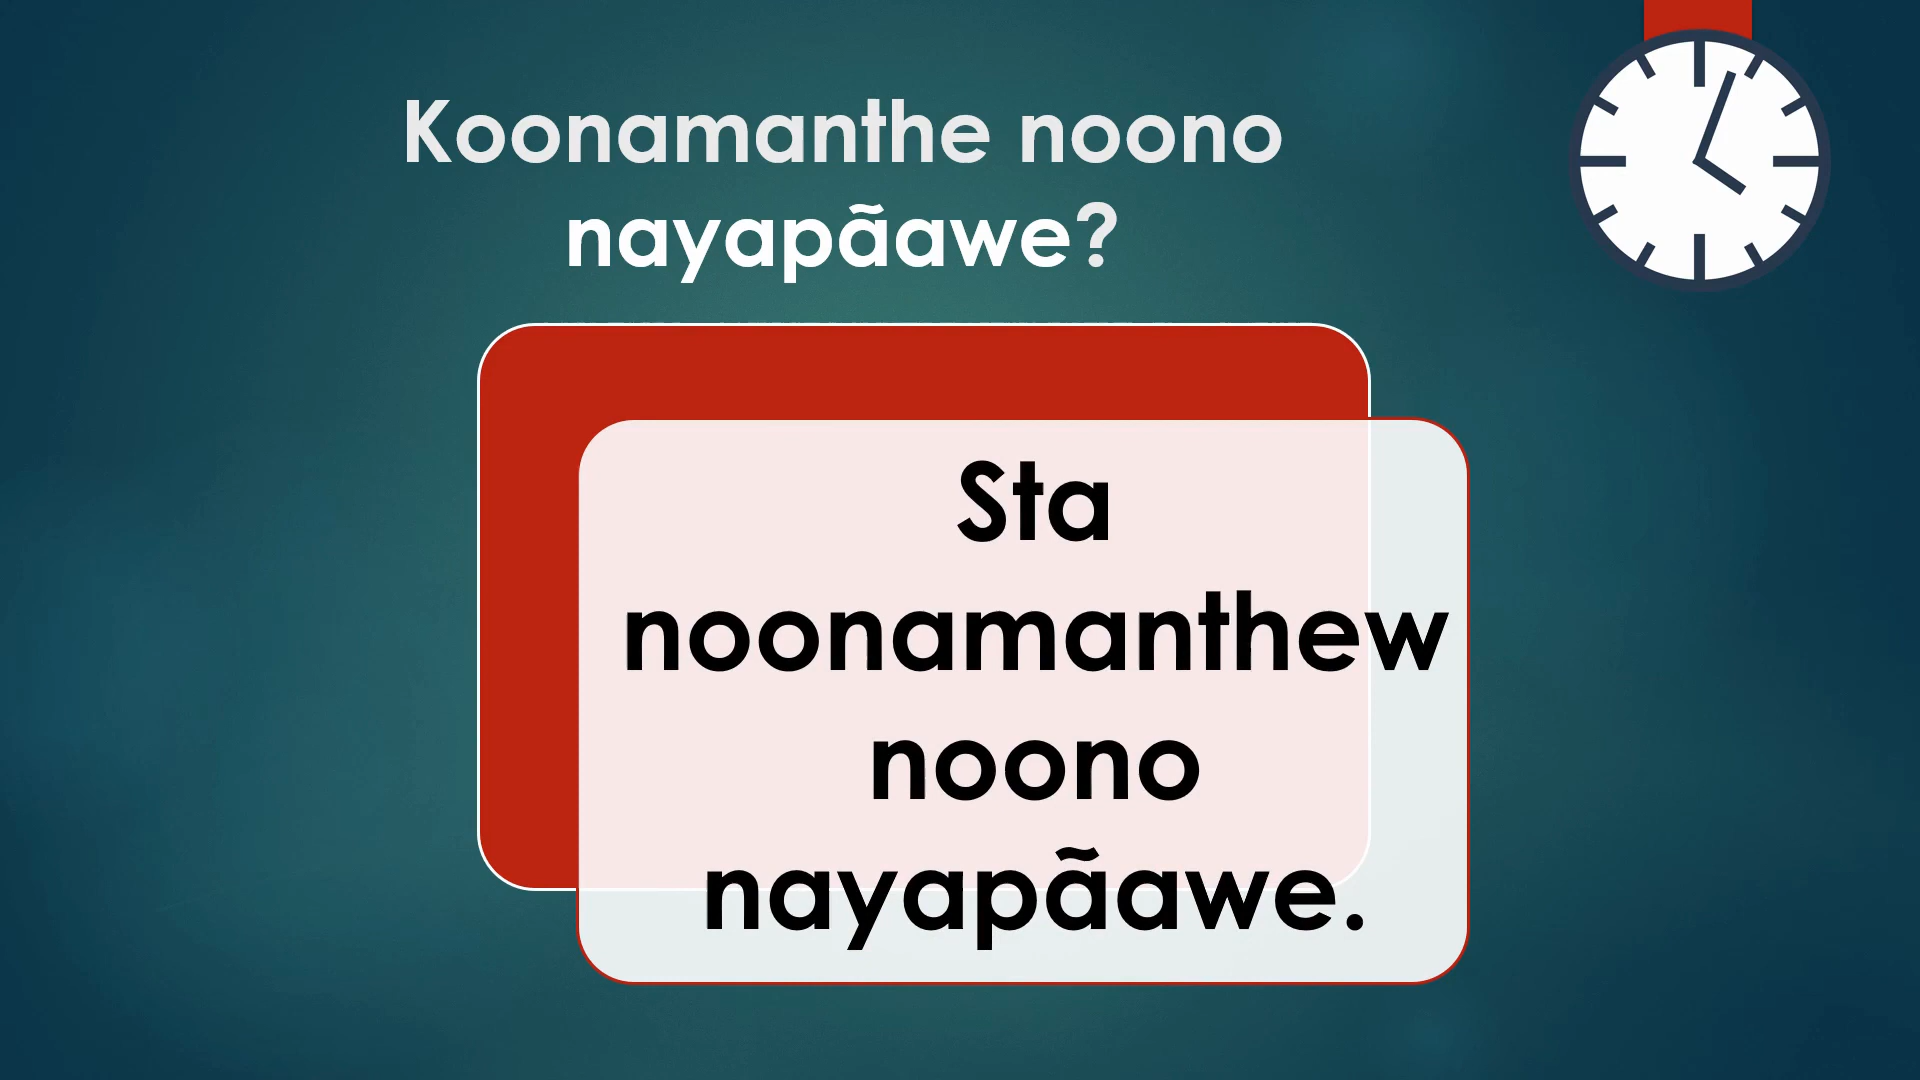 Koonamanthe noono
nayapãawe?
Sta
noonamanthew
noono
nayapãawe.